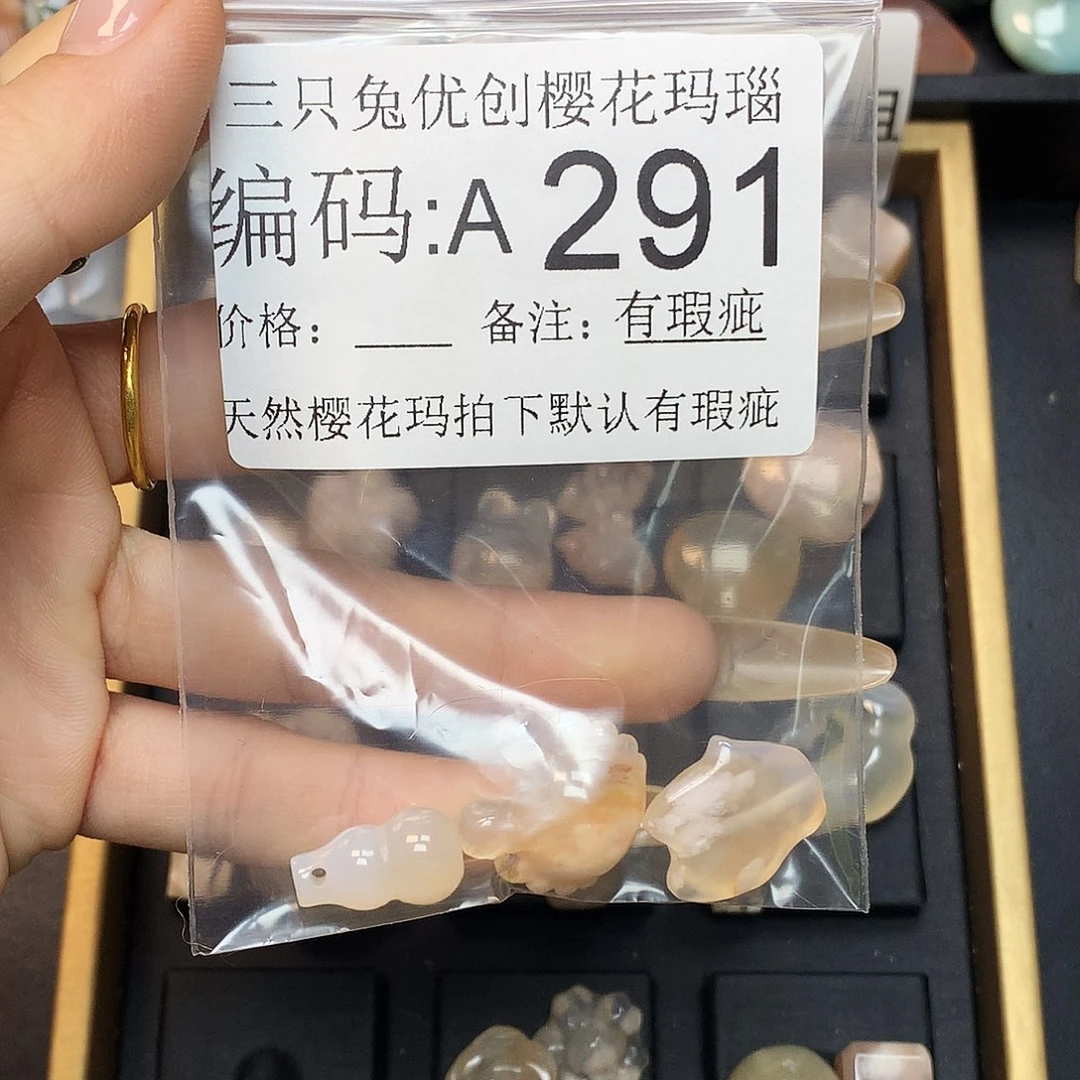 三只兔优创樱花玛瑙
编码:A 291
价格：____ 备注：有瑕疵
天然樱花玛拍下默认有瑕疵